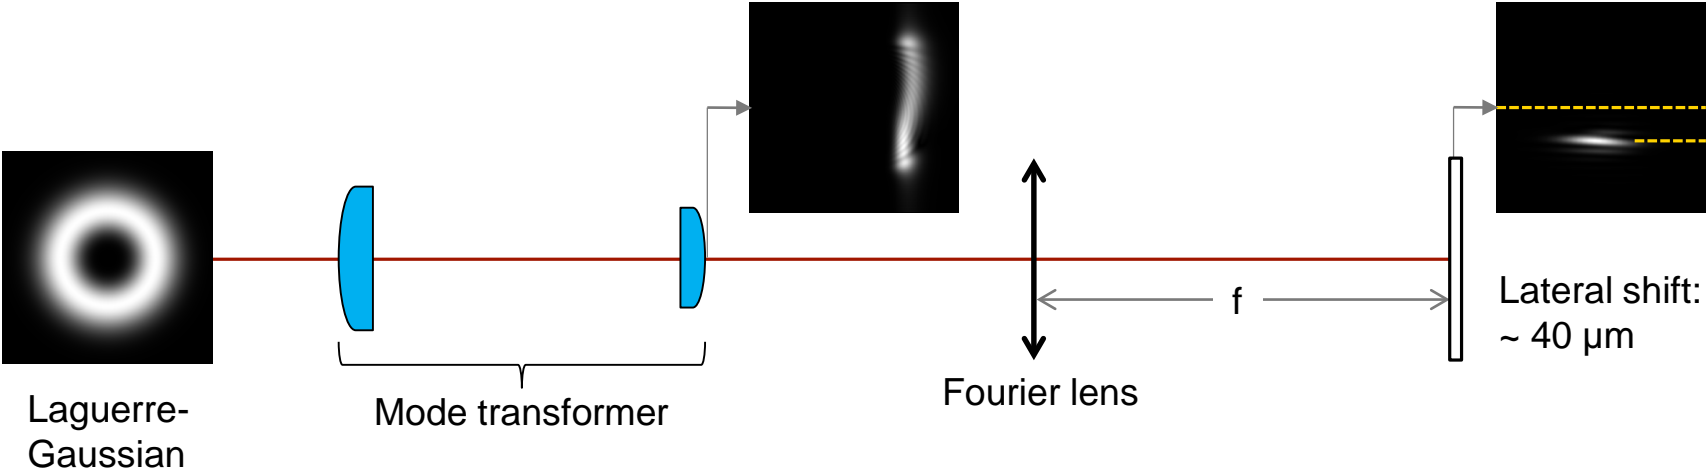 Laguerre-
Gaussian
Mode transformer
Fourier lens
f
Lateral shift:
~ 40 μm